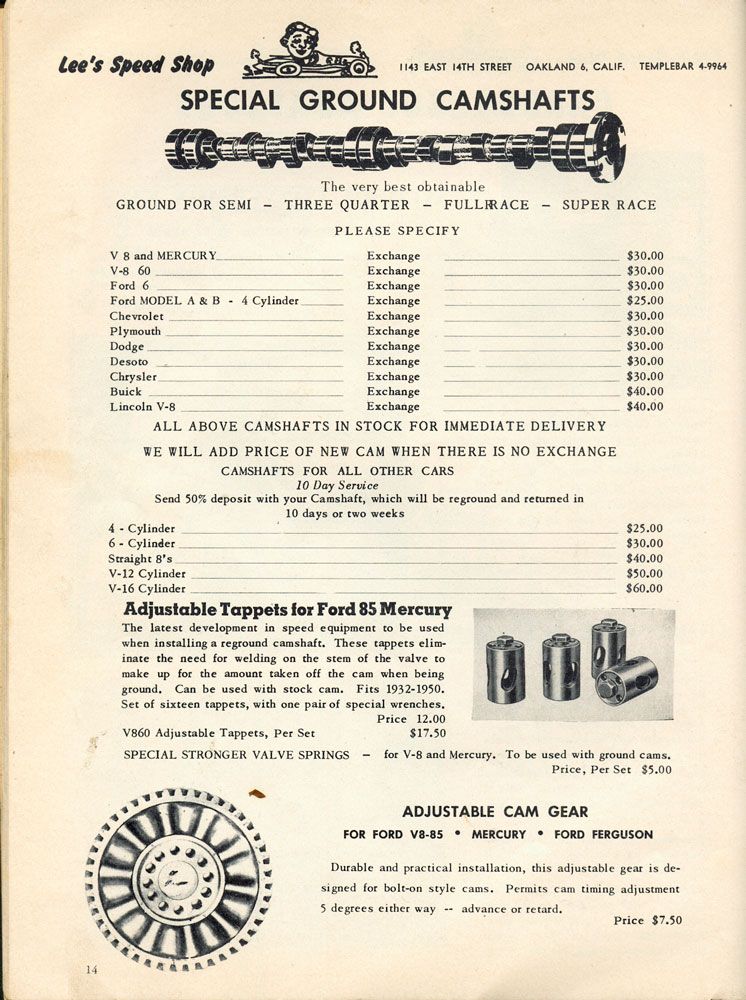 Lee's Speed Shop
1143 EAST 14TH STREET OAKLAND 6, CALIF. TEMPLEBAR 4-9964
SPECIAL GROUND CAMSHAFTS
The very best obtainable
GROUND FOR SEMI - THREE QUARTER - FULLRRACE - SUPER RACE
PLEASE SPECIFY
V 8 and MERCURY Exchange $30.00
V-8 60 Exchange $30.00
Ford 6 Exchange $30.00
Ford MODEL A & B - 4 Cylinder Exchange $25.00
Chevrolet Exchange $30.00
Plymouth Exchange $30.00
Dodge Exchange $30.00
Desoto Exchange $30.00
Chrysler Exchange $30.00
Buick Exchange $40.00
Lincoln V-8 Exchange $40.00
ALL ABOVE CAMSHAFTS IN STOCK FOR IMMEDIATE DELIVERY
WE WILL ADD PRICE OF NEW CAM WHEN THERE IS NO EXCHANGE
CAMSHAFTS FOR ALL OTHER CARS
10 Day Service
Send 50% deposit with your Camshaft, which will be reground and returned in
10 days or two weeks
4 - Cylinder $25.00
6 - Cylinder $30.00
Straight 8's $40.00
V-12 Cylinder $50.00
V-16 Cylinder $60.00
Adjustable Tappets for Ford 85 Mercury
The latest development in speed equipment to be used
when installing a reground camshaft. These tappets elim-
inate the need for welding on the stem of the valve to
make up for the amount taken off the cam when being
ground. Can be used with stock cam. Fits 1932-1950.
Set of sixteen tappets, with one pair of special wrenches.
Price 12.00
V860 Adjustable Tappets, Per Set $17.50
SPECIAL STRONGER VALVE SPRINGS - for V-8 and Mercury. To be used with ground cams.
Price, Per Set $5.00
ADJUSTABLE CAM GEAR
FOR FORD V8-85 • MERCURY • FORD FERGUSON
Durable and practical installation, this adjustable gear is de-
signed for bolt-on style cams. Permits cam timing adjustment
5 degrees either way -- advance or retard.
Price $7.50
14